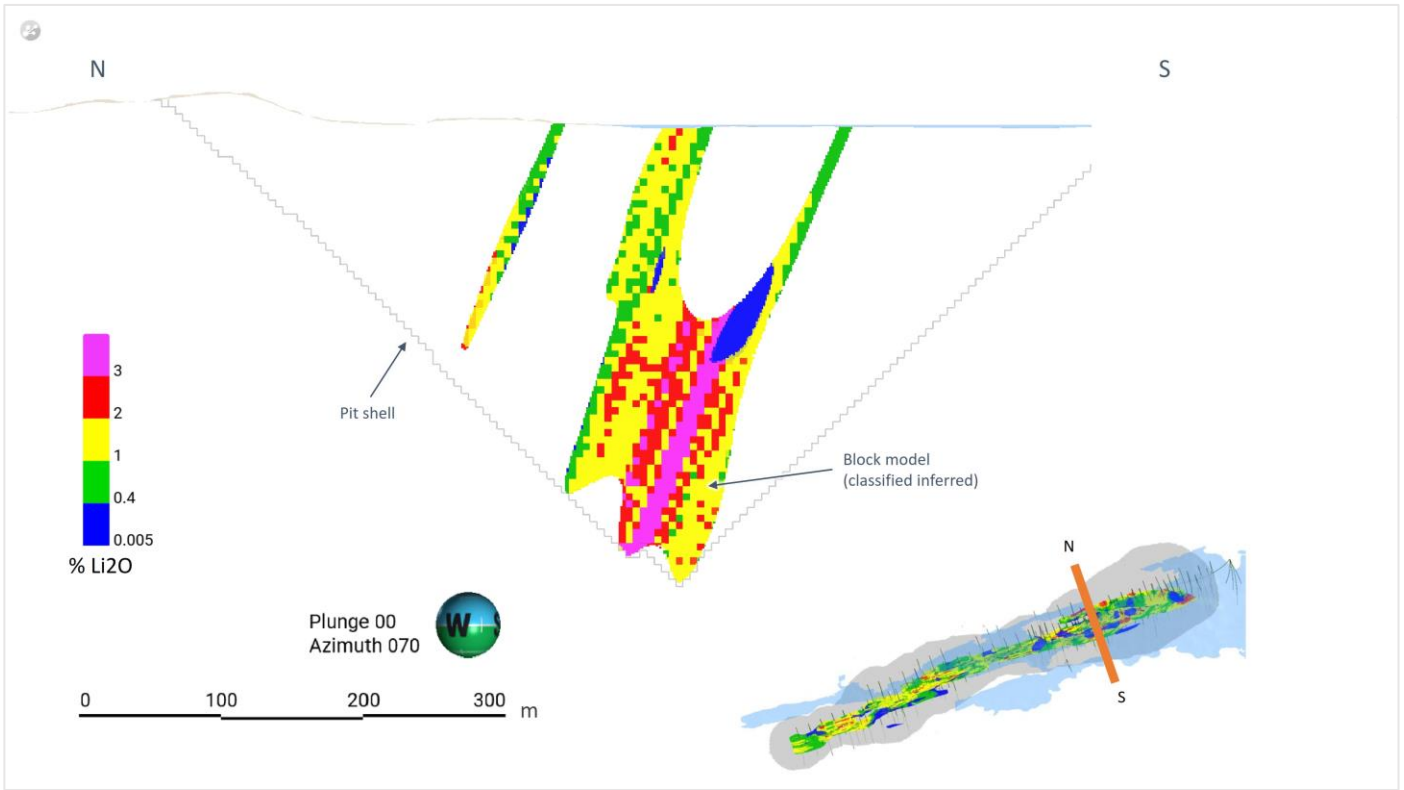 N
S
Pit shell
3
2
1
0.4
0.005
% Li2O
Block model
(classified inferred)
Plunge 00
Azimuth 070
W S
0 100 200 300 m
N
S